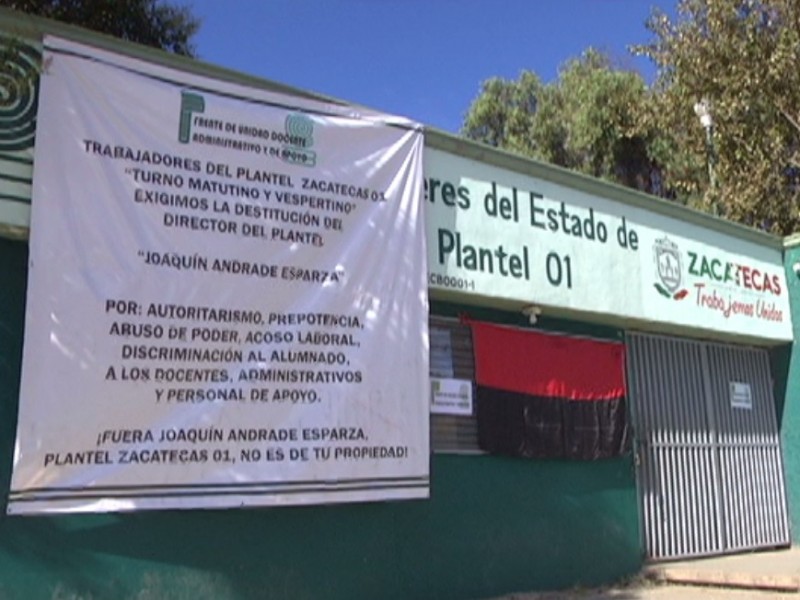 FRENTE DE UNIDAD DOCENTE
ADMINISTRATIVO Y DE APOYO
TRABAJADORES DEL PLANTEL ZACATECAS 01
"TURNO MATUTINO Y VESPERTINO"
EXIGIMOS LA DESTITUCIÓN DEL
DIRECTOR DEL PLANTEL
"JOAQUÍN ANDRADE ESPARZA"
POR: AUTORITARISMO, PREPOTENCIA,
ABUSO DE PODER, ACOSO LABORAL,
DISCRIMINACIÓN AL ALUMNADO,
A LOS DOCENTES, ADMINISTRATIVOS
Y PERSONAL DE APOYO.
¡FUERA JOAQUÍN ANDRADE ESPARZA,
PLANTEL ZACATECAS 01, NO ES DE TU PROPIEDAD!
eres del Estado de
Plantel 01
ECB0001-1
ZACATECAS
Trabajemos Unidos